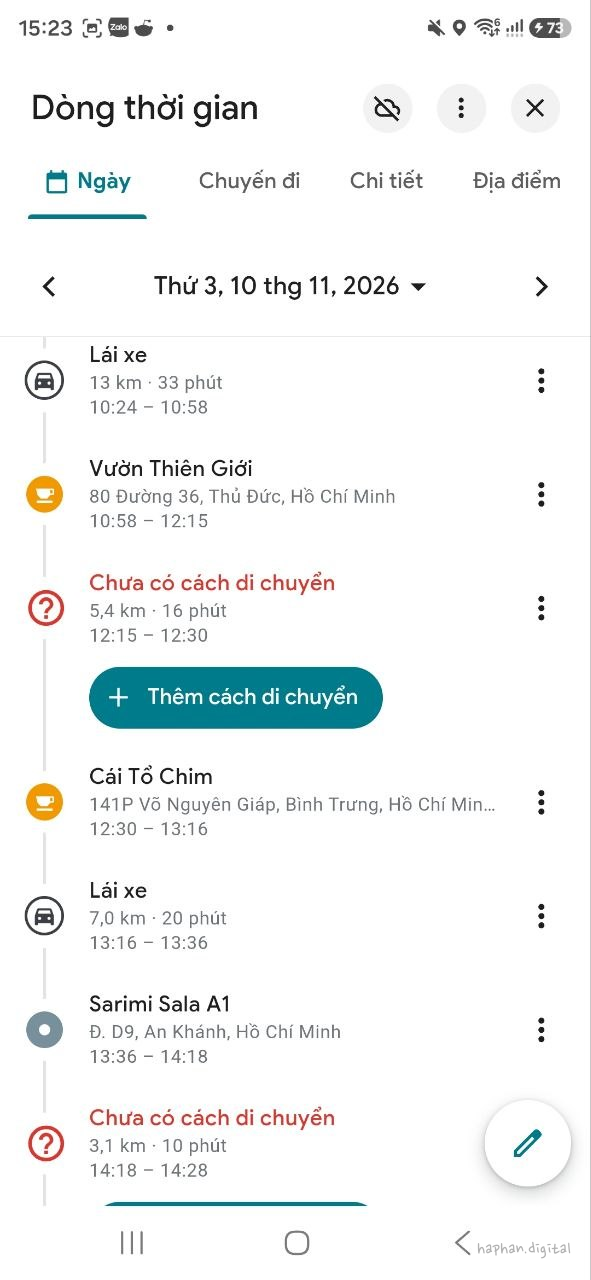 15:23
Zalo
6
73
Dòng thời gian
Ngày
Chuyến đi
Chi tiết
Địa điểm
Thứ 3, 10 thg 11, 2026
Lái xe
13 km · 33 phút
10:24 – 10:58
Vườn Thiên Giới
80 Đường 36, Thủ Đức, Hồ Chí Minh
10:58 – 12:15
Chưa có cách di chuyển
5,4 km · 16 phút
12:15 – 12:30
+ Thêm cách di chuyển
Cái Tổ Chim
141P Võ Nguyên Giáp, Bình Trưng, Hồ Chí Min...
12:30 – 13:16
Lái xe
7,0 km · 20 phút
13:16 – 13:36
Sarimi Sala A1
Đ. D9, An Khánh, Hồ Chí Minh
13:36 – 14:18
Chưa có cách di chuyển
3,1 km · 10 phút
14:18 – 14:28
haphan.digital